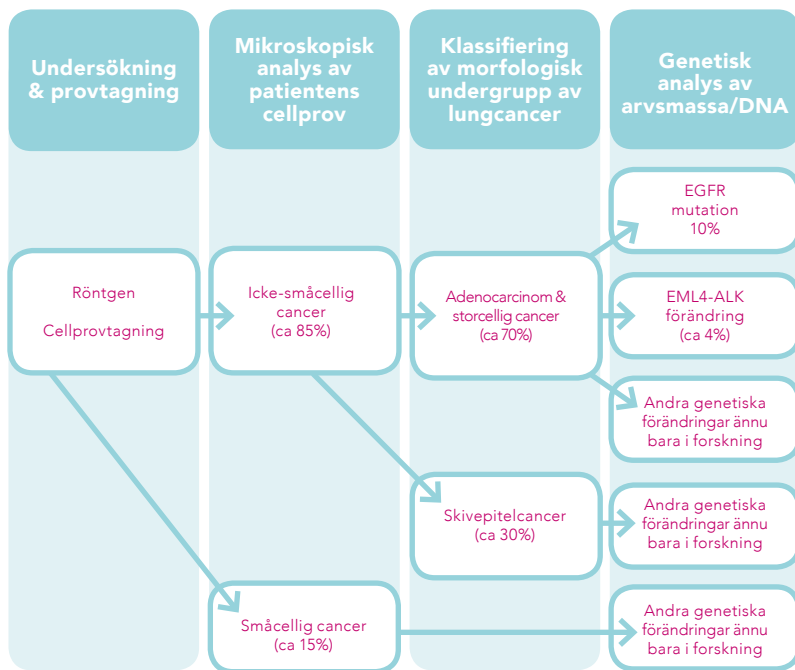 Undersökning
& provtagning
Mikroskopisk
analys av
patientens
cellprov
Klassifiering
av morfologisk
undergrupp av
lungcancer
Genetisk
analys av
arvsmassa/DNA
Röntgen
Cellprovtagning
Icke-småcellig
cancer
(ca 85%)
Adenocarcinom &
storcellig cancer
(ca 70%)
EGFR
mutation
10%
EML4-ALK
förändring
(ca 4%)
Andra genetiska
förändringar ännu
bara i forskning
Skivepitelcancer
(ca 30%)
Andra genetiska
förändringar ännu
bara i forskning
Småcellig cancer
(ca 15%)
Andra genetiska
förändringar ännu
bara i forskning